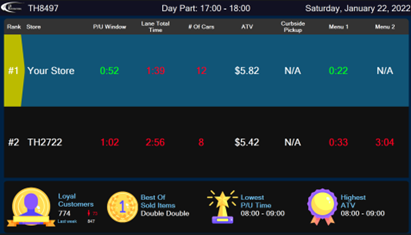 TH8497 Day Part: 17:00 - 18:00 Saturday, January 22, 2022
Rank Store P/U Window Lane Total Time # Of Cars ATV Curbside Pickup Menu 1 Menu 2
#1 Your Store 0:52 1:38 12 $5.82 N/A 0:22 N/A
#2 TH2722 1:02 2:56 8 $5.42 N/A 0:33 3:04
Loyal Customers
774
Last week 847
Best Of Sold Items
Double Double
1
Lowest P/U Time
08:00 - 09:00
Highest ATV
08:00 - 09:00